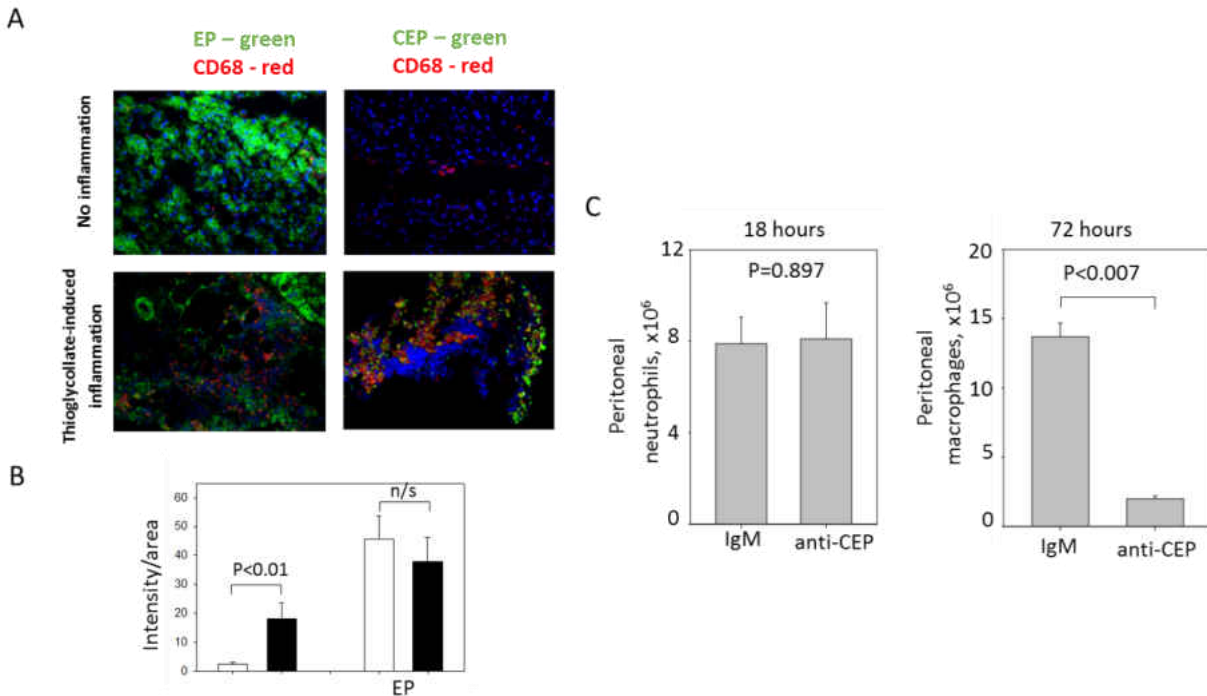 A
EP – green
CD68 - red
CEP – green
CD68 - red
No inflammation
Thioglycollate-induced
inflammation
B
Intensity/area
60
50
40
30
20
10
0
P<0.01
n/s
EP
C
18 hours
Peritoneal
neutrophils, x10⁶
12
8
4
0
P=0.897
IgM
anti-CEP
72 hours
Peritoneal
macrophages, x10⁶
20
15
10
5
0
P<0.007
IgM
anti-CEP